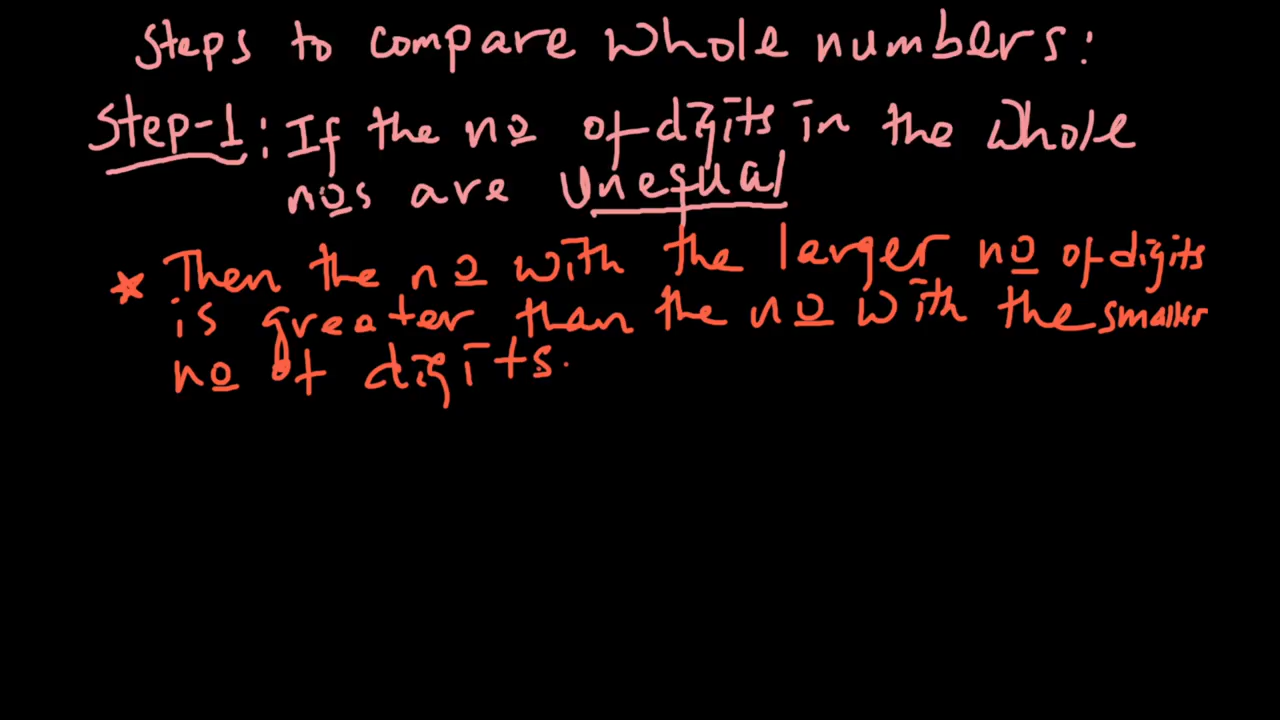 Steps to compare whole numbers:
Step-1: If the no of digits in the whole
nos are unequal
* Then the no with the larger no of digits
is greater than the no with the smaller
no of digits.